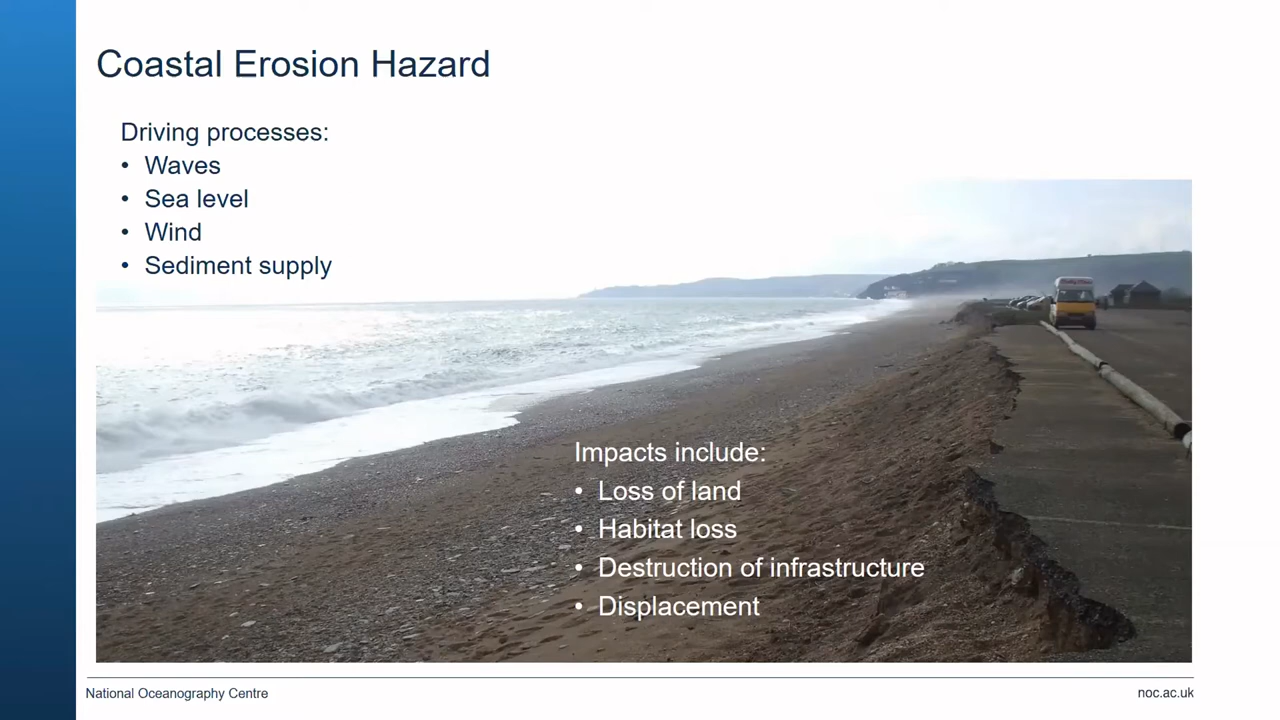 Coastal Erosion Hazard
Driving processes:
• Waves
• Sea level
• Wind
• Sediment supply
Impacts include:
• Loss of land
• Habitat loss
• Destruction of infrastructure
• Displacement
National Oceanography Centre
noc.ac.uk